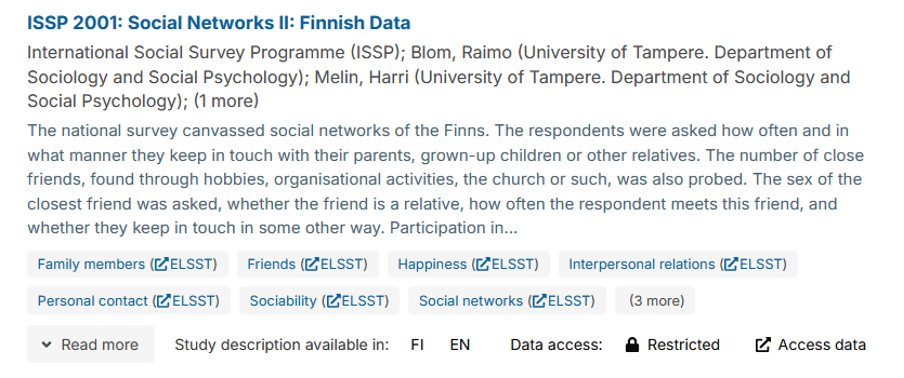 ISSP 2001: Social Networks II: Finnish Data
International Social Survey Programme (ISSP); Blom, Raimo (University of Tampere. Department of
Sociology and Social Psychology); Melin, Harri (University of Tampere. Department of Sociology and
Social Psychology); (1 more)
The national survey canvassed social networks of the Finns. The respondents were asked how often and in
what manner they keep in touch with their parents, grown-up children or other relatives. The number of close
friends, found through hobbies, organisational activities, the church or such, was also probed. The sex of the
closest friend was asked, whether the friend is a relative, how often the respondent meets this friend, and
whether they keep in touch in some other way. Participation in...
Family members (ELSST) Friends (ELSST) Happiness (ELSST) Interpersonal relations (ELSST)
Personal contact (ELSST) Sociability (ELSST) Social networks (ELSST) (3 more)
Read more Study description available in: FI EN Data access: Restricted Access data